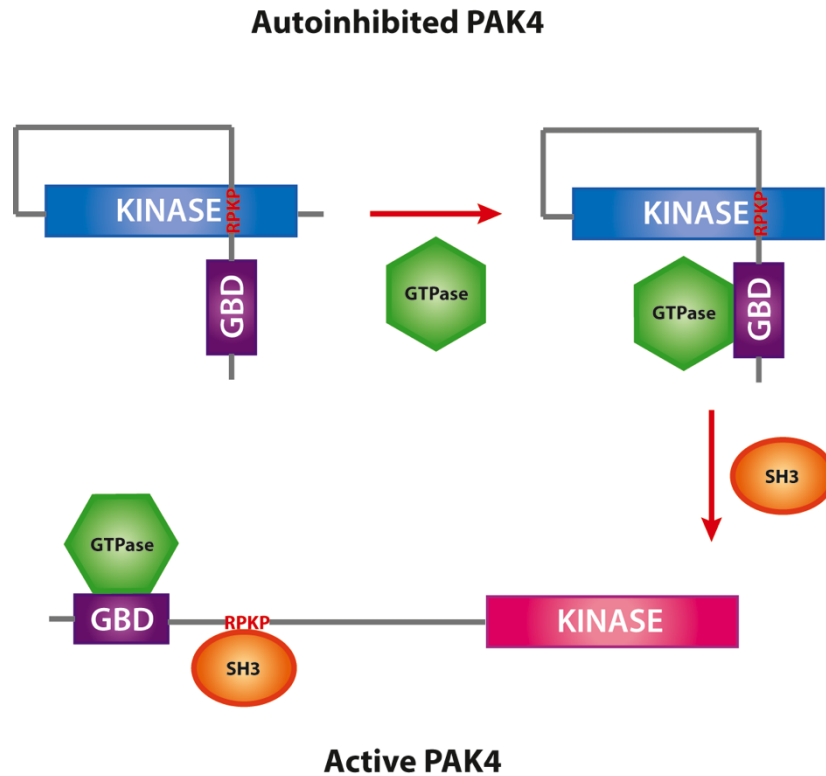 Autoinhibited PAK4
KINASE
RPKP
GBD
GTPase
KINASE
RPKP
GTPase
GBD
SH3
GTPase
GBD
RPKP
SH3
KINASE
Active PAK4